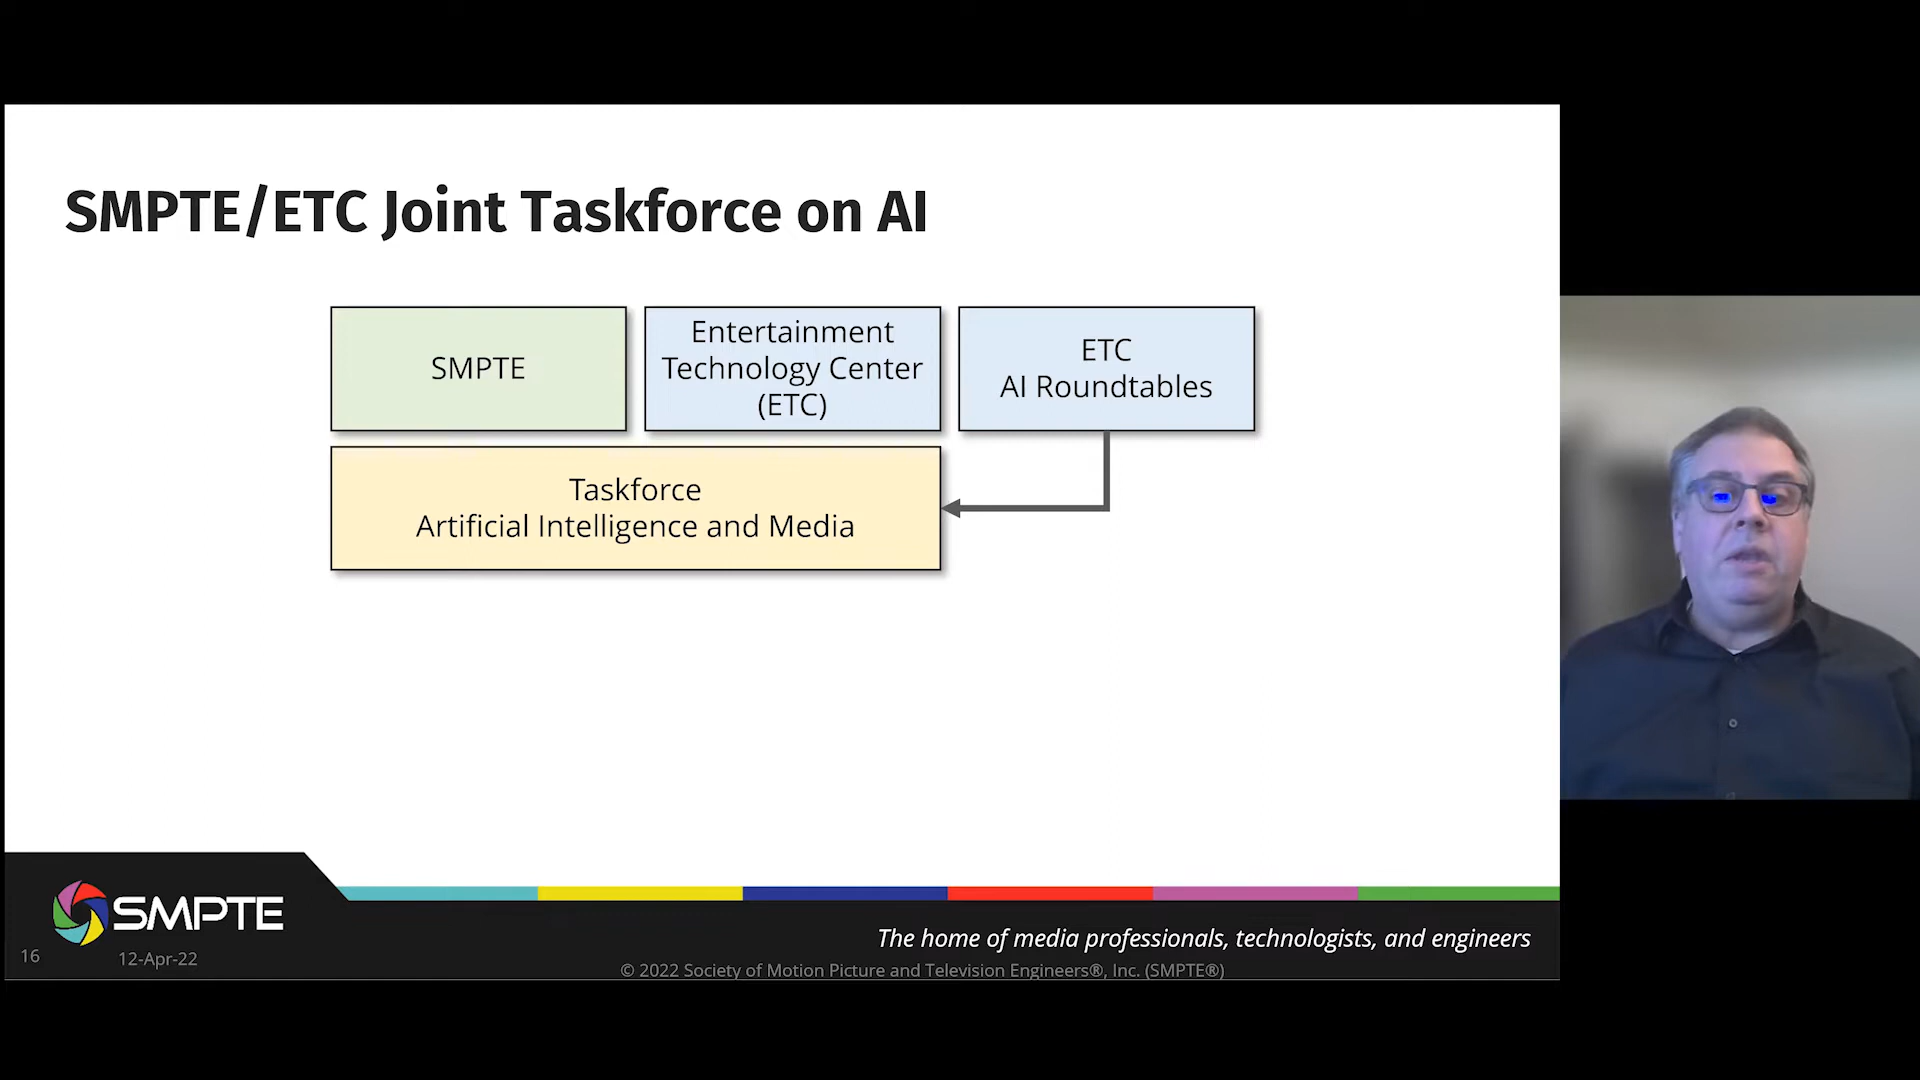 SMPTE/ETC Joint Taskforce on AI
SMPTE
Entertainment
Technology Center
(ETC)
ETC
AI Roundtables
Taskforce
Artificial Intelligence and Media
SMPTE
The home of media professionals, technologists, and engineers
16
12-Apr-22
© 2022 Society of Motion Picture and Television Engineers®, Inc. (SMPTE®)